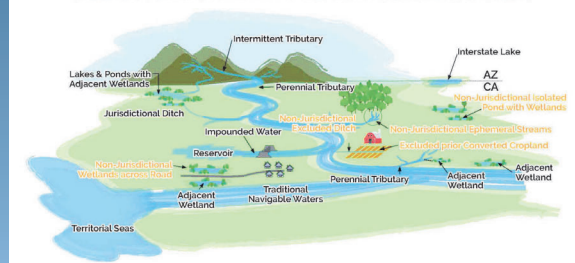 Intermittent Tributary
Interstate Lake
Lakes & Ponds with
Adjacent Wetlands
AZ
CA
Perennial Tributary
Non-Jurisdictional Isolated
Pond with Wetlands
Jurisdictional Ditch
Non-Jurisdictional
Excluded Ditch
Non-Jurisdictional Ephemeral Streams
Impounded Water
Excluded prior Converted Cropland
Reservoir
Non-Jurisdictional
Wetlands across Road
Perennial Tributary
Adjacent
Wetland
Adjacent
Wetland
Adjacent
Wetland
Traditional
Navigable Waters
Territorial Seas